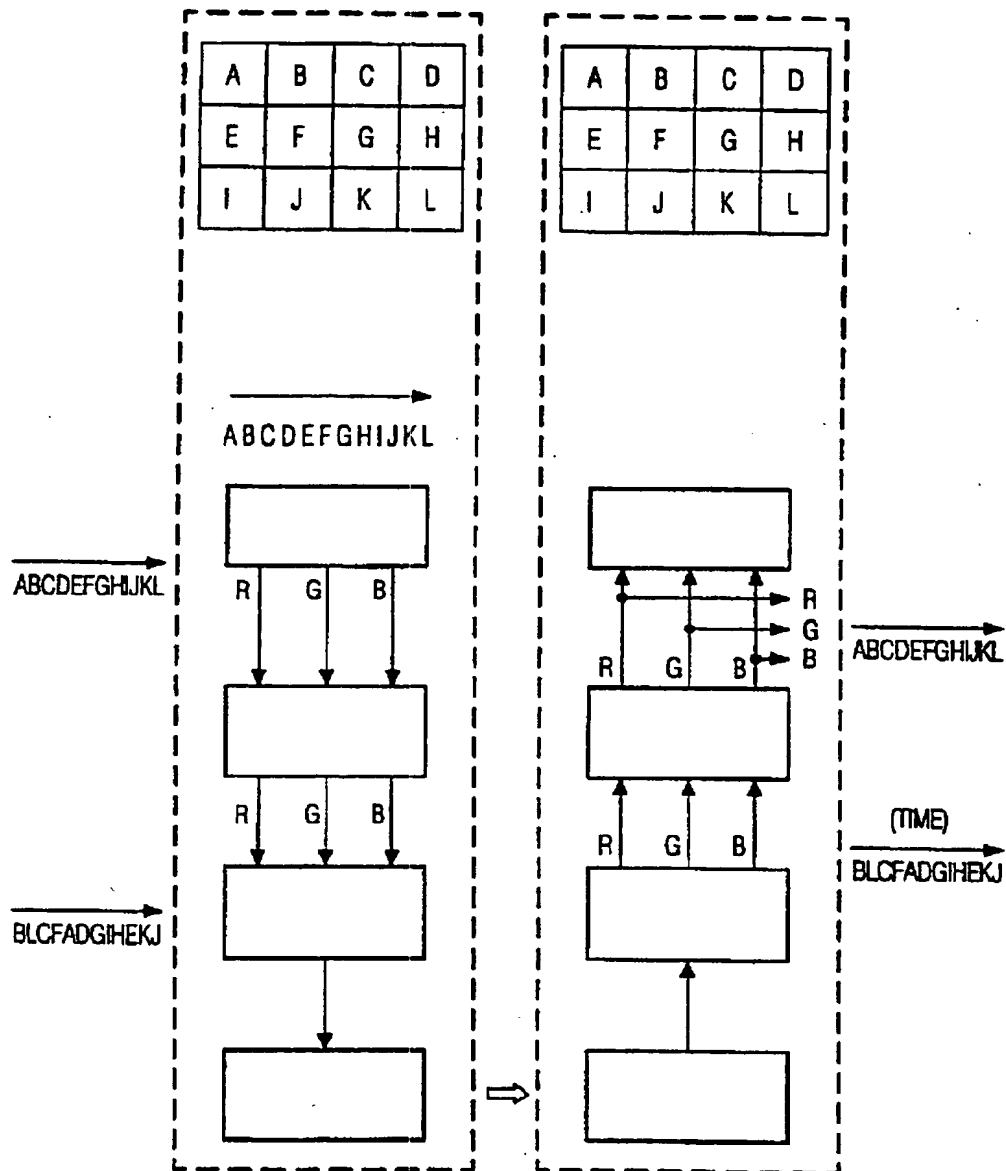 A B C D
E F G H
I J K L
A B C D
E F G H
I J K L
ABCDEFGHIJKL
ABCDEFGHIJKL
R G B
R G B
BLCFADGIHEKJ
R
G
B
R G B
ABCDEFGHIJKL
R G B
(TIME)
BLCFADGIHEKJ